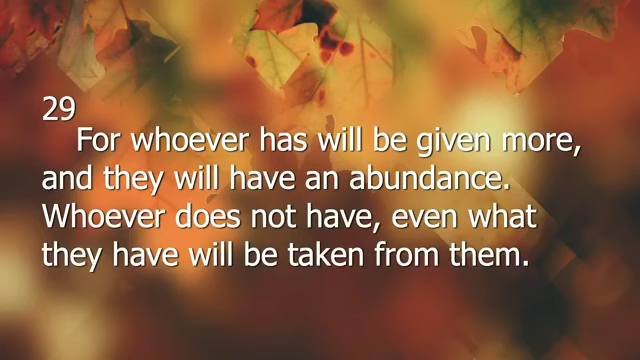 29
For whoever has will be given more,
and they will have an abundance.
Whoever does not have, even what
they have will be taken from them.